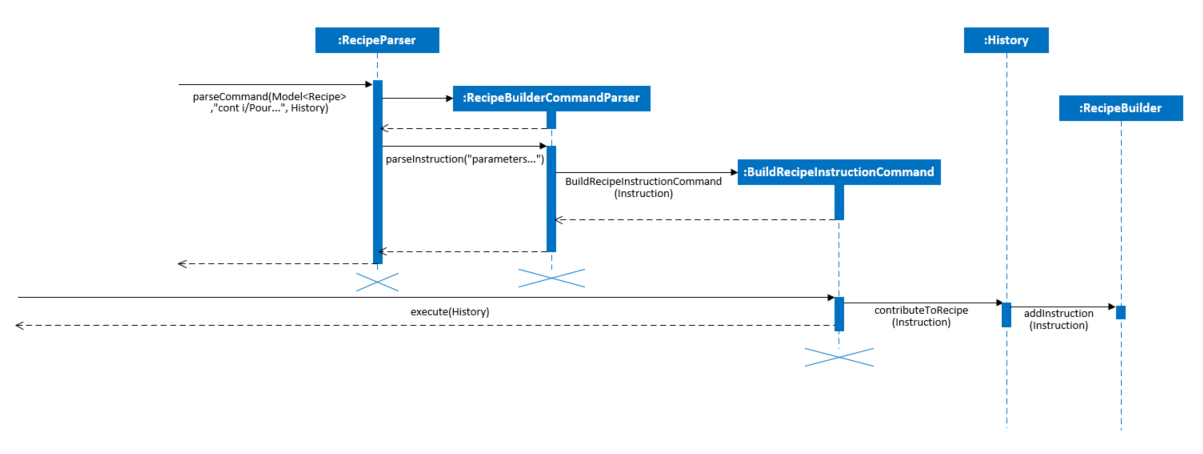 :RecipeParser
:History
parseCommand(Model<Recipe>
,"cont i/Pour...", History)
:RecipeBuilderCommandParser
:RecipeBuilder
parseInstruction("parameters...")
BuildRecipeInstructionCommand
(Instruction)
:BuildRecipeInstructionCommand
execute(History)
contributeToRecipe
(Instruction)
addInstruction
(Instruction)